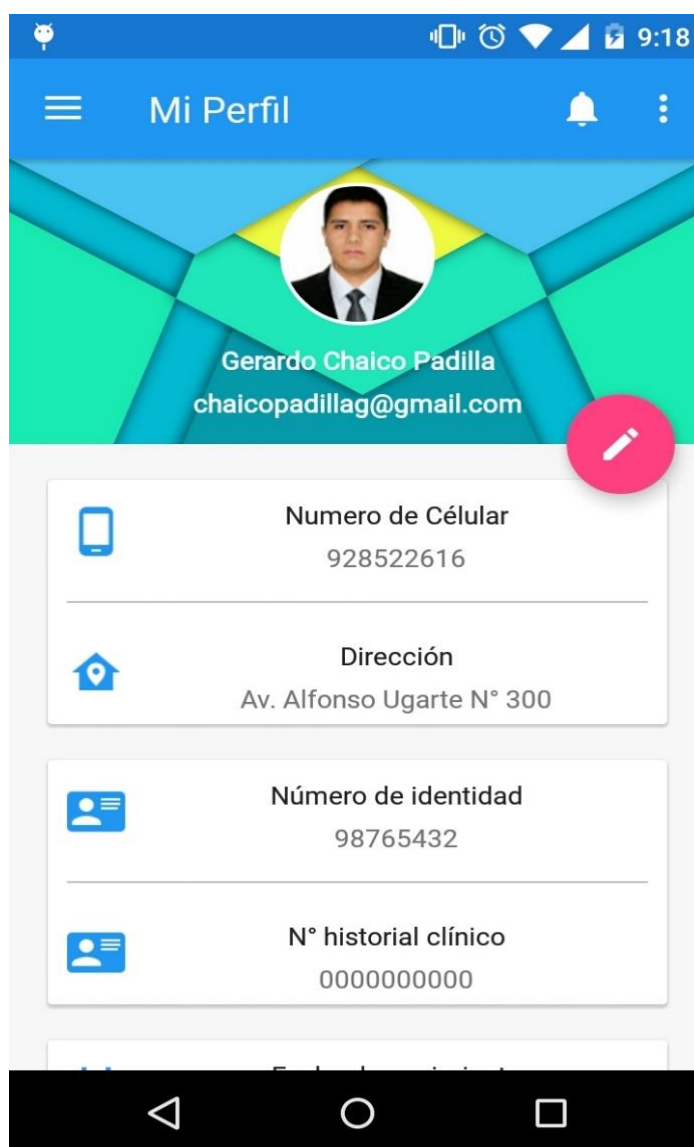 9:18
Mi Perfil
Gerardo Chaico Padilla
chaicopadillag@gmail.com
Numero de Célular
928522616
Dirección
Av. Alfonso Ugarte N° 300
Número de identidad
98765432
N° historial clínico
0000000000